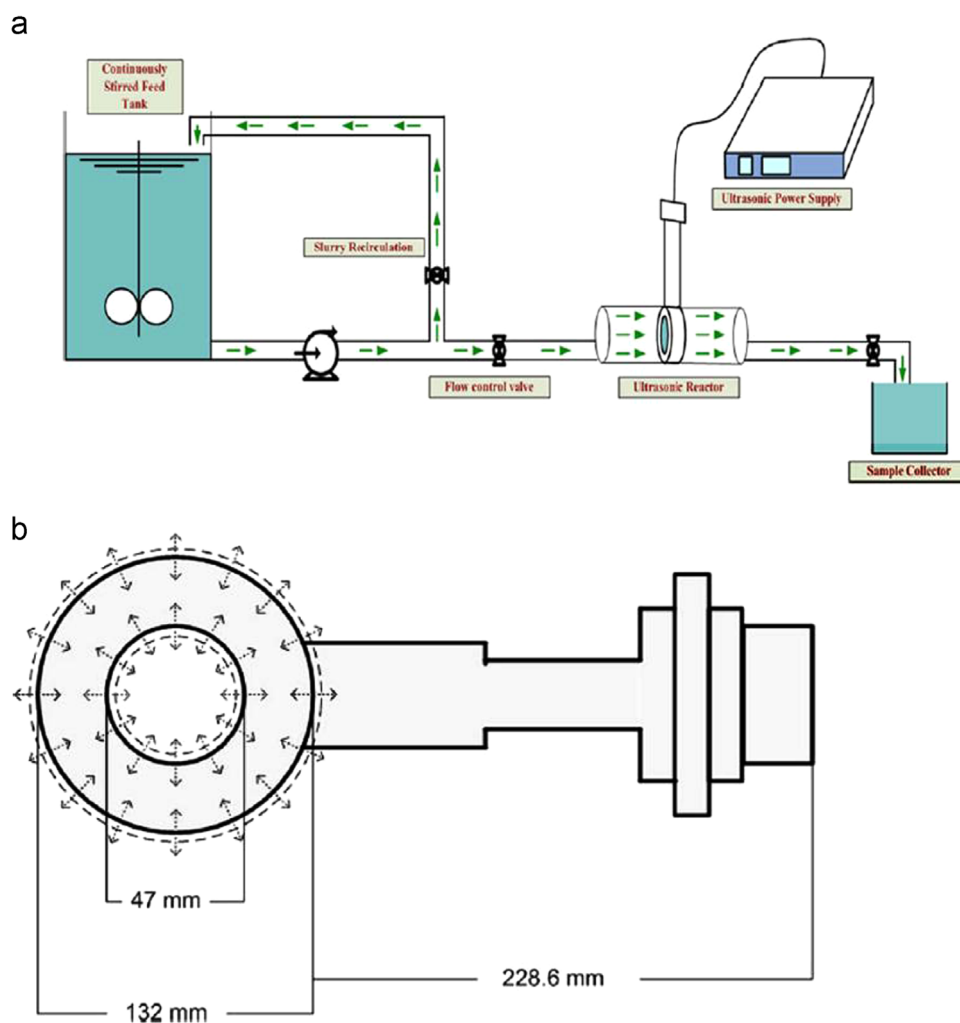 a
Continuously
Stirred Feed
Tank
Ultrasonic Power Supply
Slurry Recirculation
Flow control valve
Ultrasonic Reactor
Sample Collector
b
47 mm
228.6 mm
132 mm